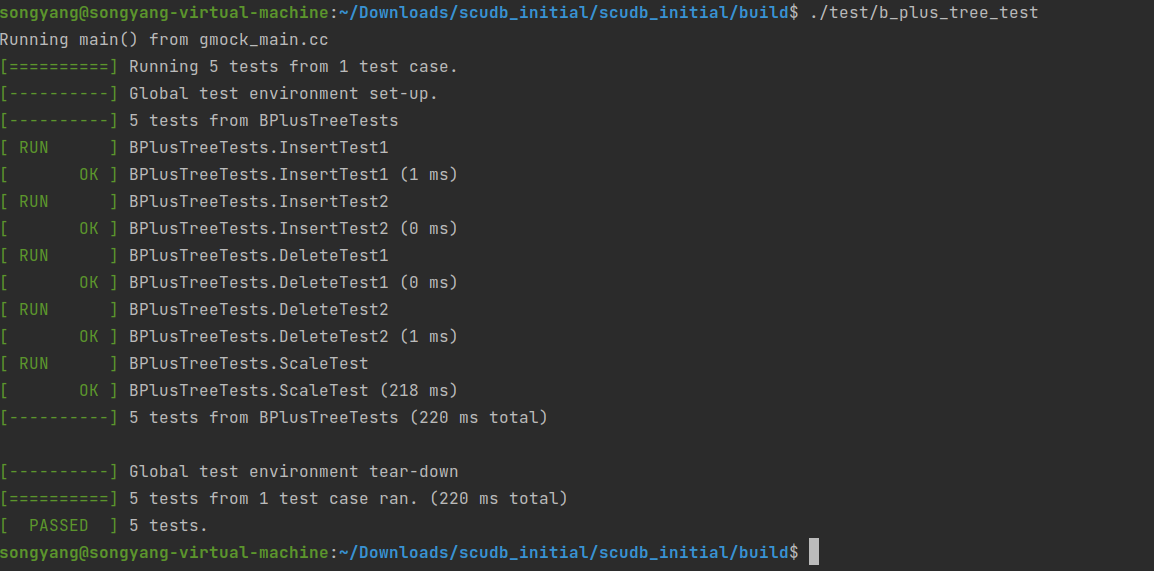 songyang@songyang-virtual-machine:~/Downloads/scudb_initial/scudb_initial/build$ ./test/b_plus_tree_test
Running main() from gmock_main.cc
[==========] Running 5 tests from 1 test case.
[----------] Global test environment set-up.
[----------] 5 tests from BPlusTreeTests
[ RUN      ] BPlusTreeTests.InsertTest1
[       OK ] BPlusTreeTests.InsertTest1 (1 ms)
[ RUN      ] BPlusTreeTests.InsertTest2
[       OK ] BPlusTreeTests.InsertTest2 (0 ms)
[ RUN      ] BPlusTreeTests.DeleteTest1
[       OK ] BPlusTreeTests.DeleteTest1 (0 ms)
[ RUN      ] BPlusTreeTests.DeleteTest2
[       OK ] BPlusTreeTests.DeleteTest2 (1 ms)
[ RUN      ] BPlusTreeTests.ScaleTest
[       OK ] BPlusTreeTests.ScaleTest (218 ms)
[----------] 5 tests from BPlusTreeTests (220 ms total)
[----------] Global test environment tear-down
[==========] 5 tests from 1 test case ran. (220 ms total)
[  PASSED  ] 5 tests.
songyang@songyang-virtual-machine:~/Downloads/scudb_initial/scudb_initial/build$